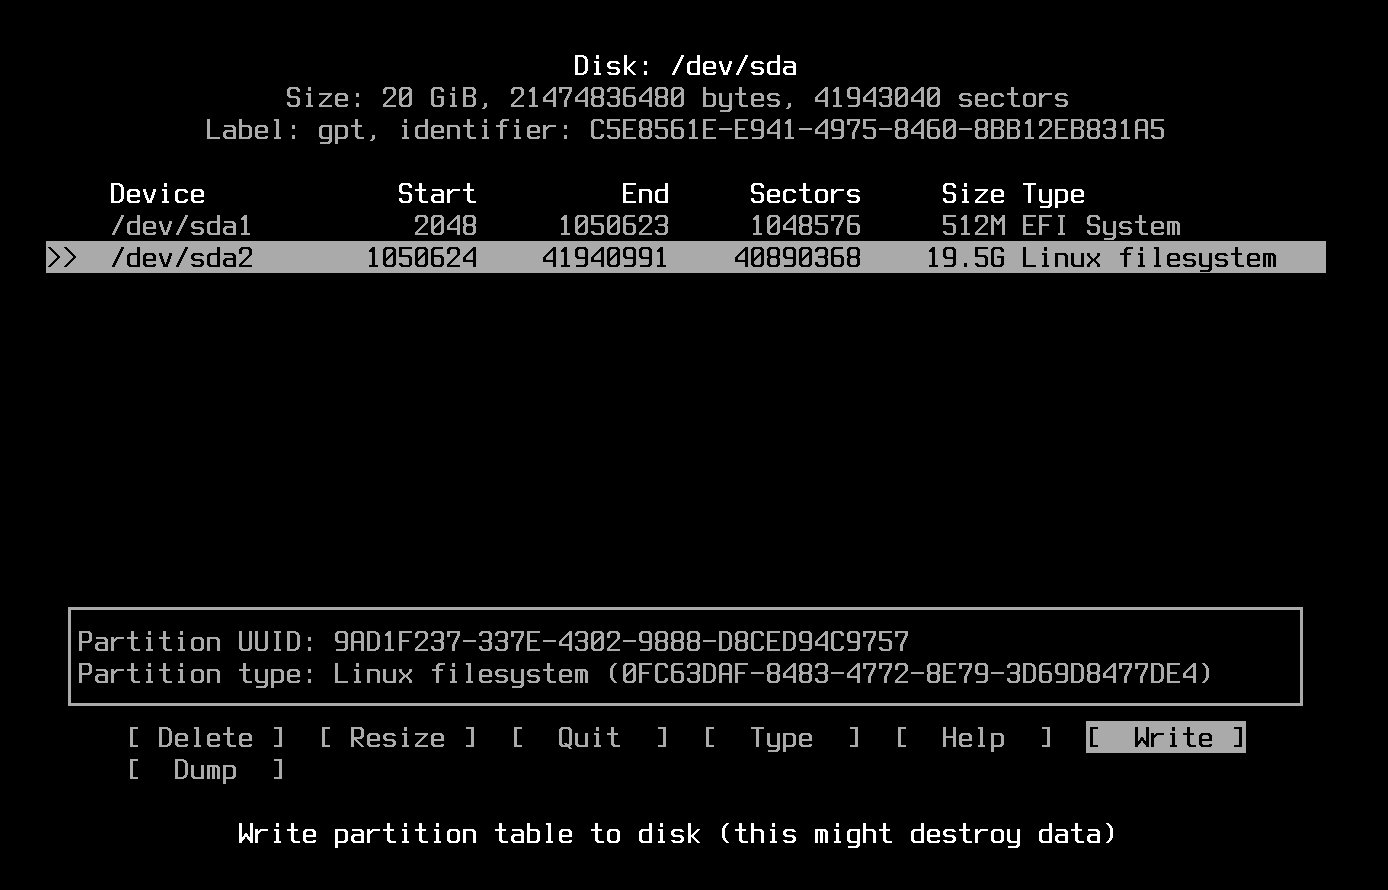 Disk: /dev/sda
Size: 20 GiB, 21474836480 bytes, 41943040 sectors
Label: gpt, identifier: C5E8561E-E941-4975-8460-8BB12EB831A5
Device Start End Sectors Size Type
/dev/sda1 2048 1050623 1048576 512M EFI System
>> /dev/sda2 1050624 41940991 40890368 19.5G Linux filesystem
Partition UUID: 9AD1F237-337E-4302-9888-D8CED94C9757
Partition type: Linux filesystem (0FC63DAF-8483-4772-8E79-3D69D8477DE4)
[ Delete ] [ Resize ] [ Quit ] [ Type ] [ Help ] [ Write ]
[ Dump ]
Write partition table to disk (this might destroy data)